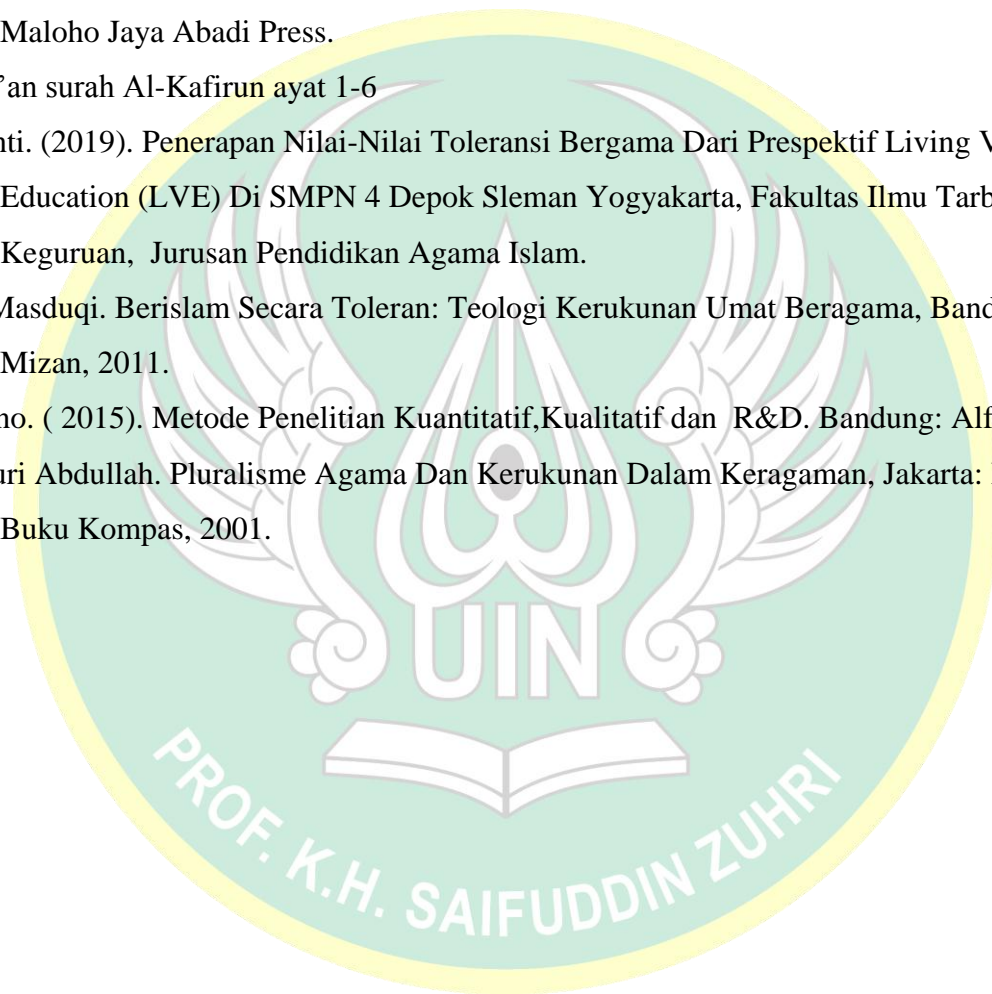 Maloho Jaya Abadi Press.
'an surah Al-Kafirun ayat 1-6
nti. (2019). Penerapan Nilai-Nilai Toleransi Bergama Dari Prespektif Living V
Education (LVE) Di SMPN 4 Depok Sleman Yogyakarta, Fakultas Ilmu Tarb
Keguruan, Jurusan Pendidikan Agama Islam.
Masduqi. Berislam Secara Toleran: Teologi Kerukunan Umat Beragama, Band
Mizan, 2011.
no. ( 2015). Metode Penelitian Kuantitatif,Kualitatif dan R&D. Bandung: Alf
uri Abdullah. Pluralisme Agama Dan Kerukunan Dalam Keragaman, Jakarta:
Buku Kompas, 2001.
UIN
PROF. K.H. SAIFUDDIN ZUHRI